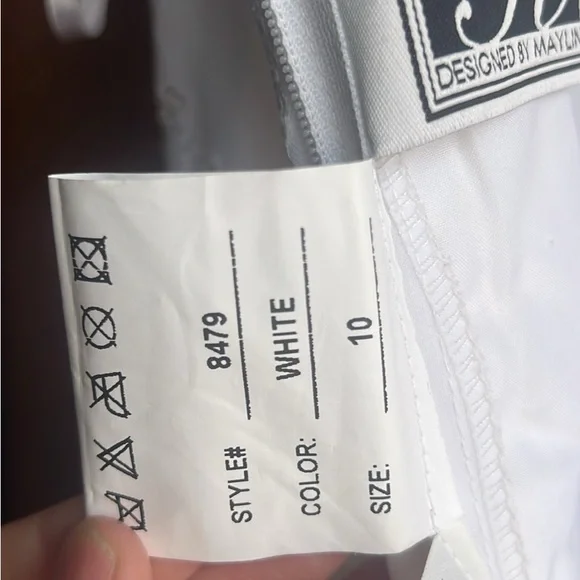 DESIGNED BY MAYLIN
STYLE# 8479
COLOR: WHITE
SIZE: 10